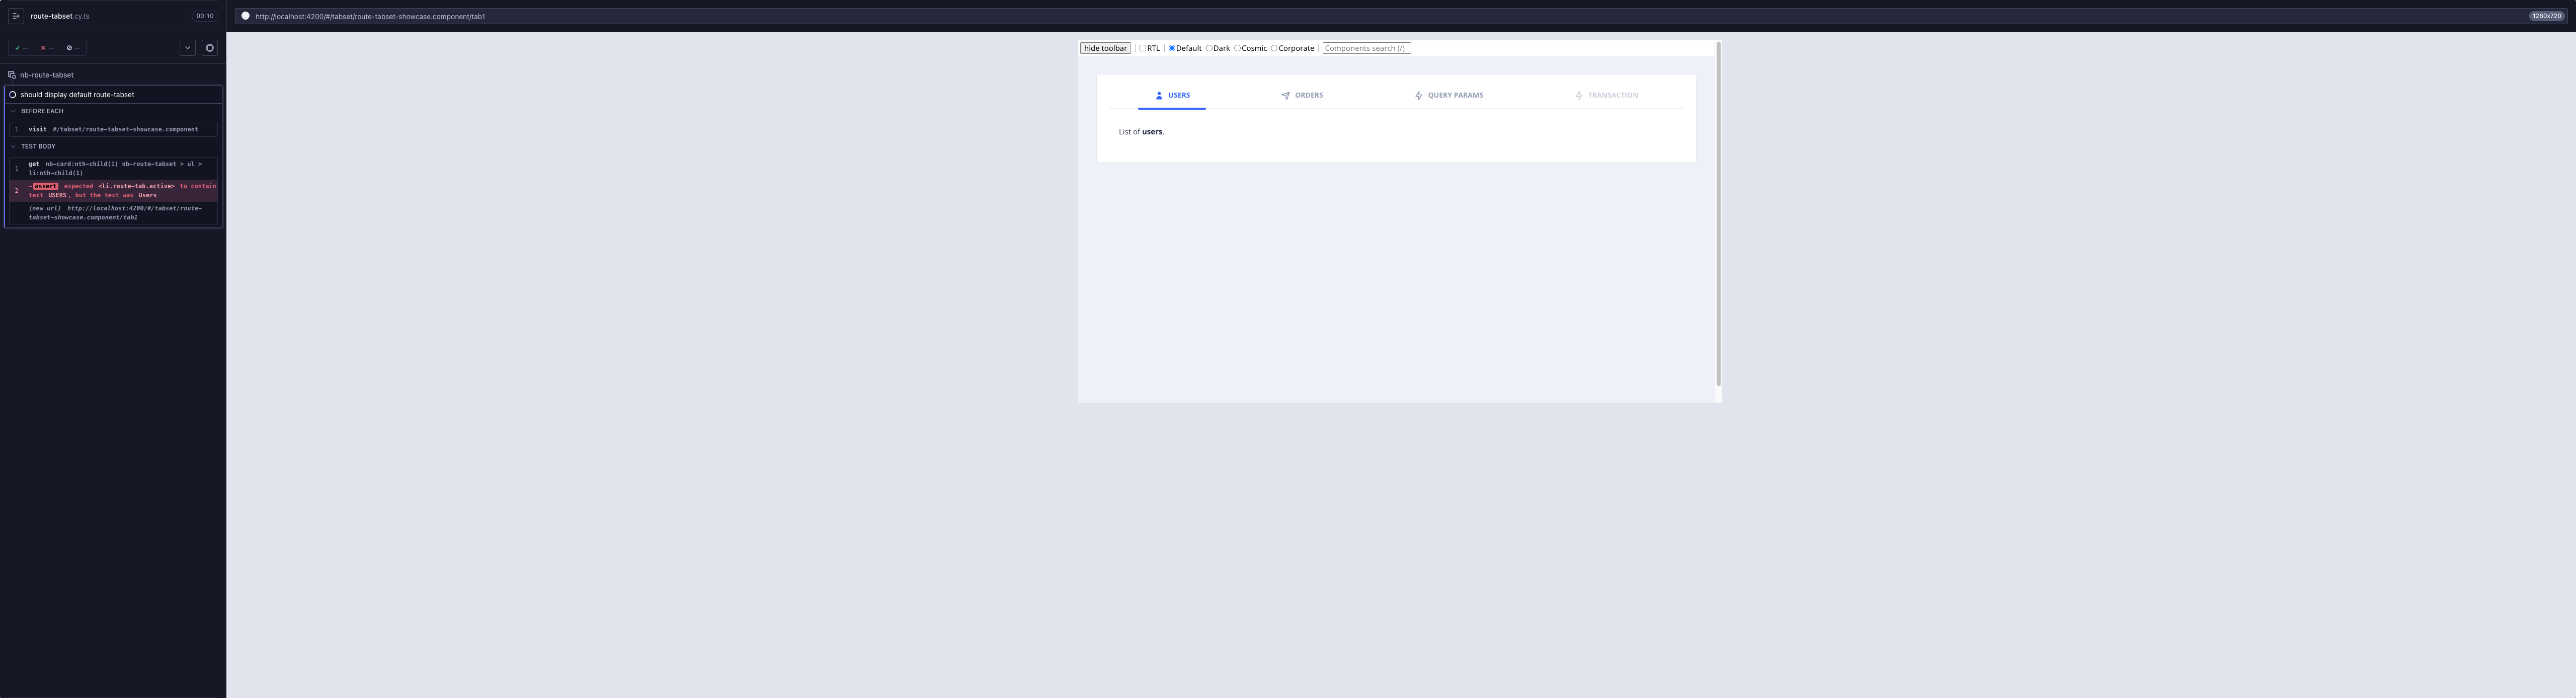 route-tabset.cy.ts 00:10
-- -- --
nb-route-tabset
should display default route-tabset
BEFORE EACH
1 visit #/tabset/route-tabset-showcase.component
TEST BODY
1 get nb-card:nth-child(1) nb-route-tabset > ul >
li:nth-child(1)
2 -assert expected <li.route-tab.active> to contain
text USERS, but the text was Users
(new url) http://localhost:4200/#/tabset/route-
tabset-showcase.component/tab1
http://localhost:4200/#/tabset/route-tabset-showcase.component/tab1 1280x720
hide toolbar | RTL | Default Dark Cosmic Corporate | Components search (/)
USERS ORDERS QUERY PARAMS TRANSACTION
List of users.